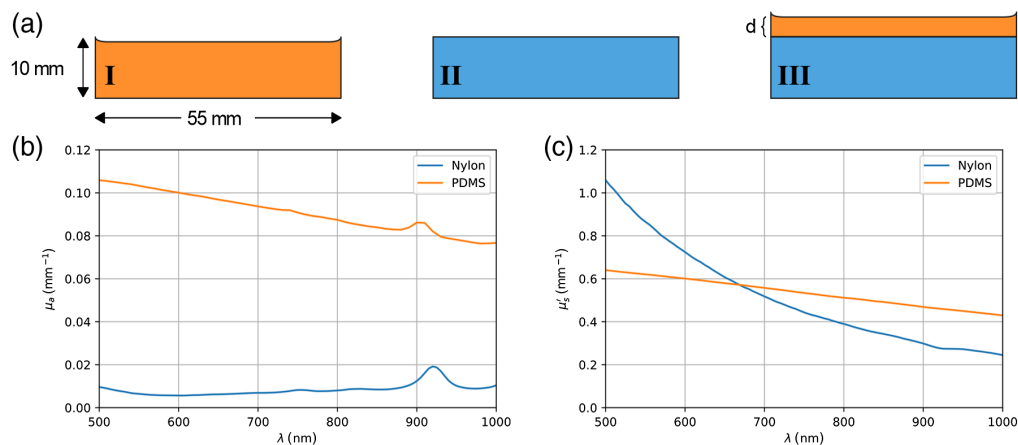 (a)
10 mm
I
55 mm
II
d{
III
(b)
0.12
0.10
0.08
0.06
0.04
0.02
0.00
μa (mm⁻¹)
Nylon
PDMS
500 600 700 800 900 1000
λ (nm)
(c)
1.2
1.0
0.8
0.6
0.4
0.2
0.0
μ′s (mm⁻¹)
Nylon
PDMS
500 600 700 800 900 1000
λ (nm)